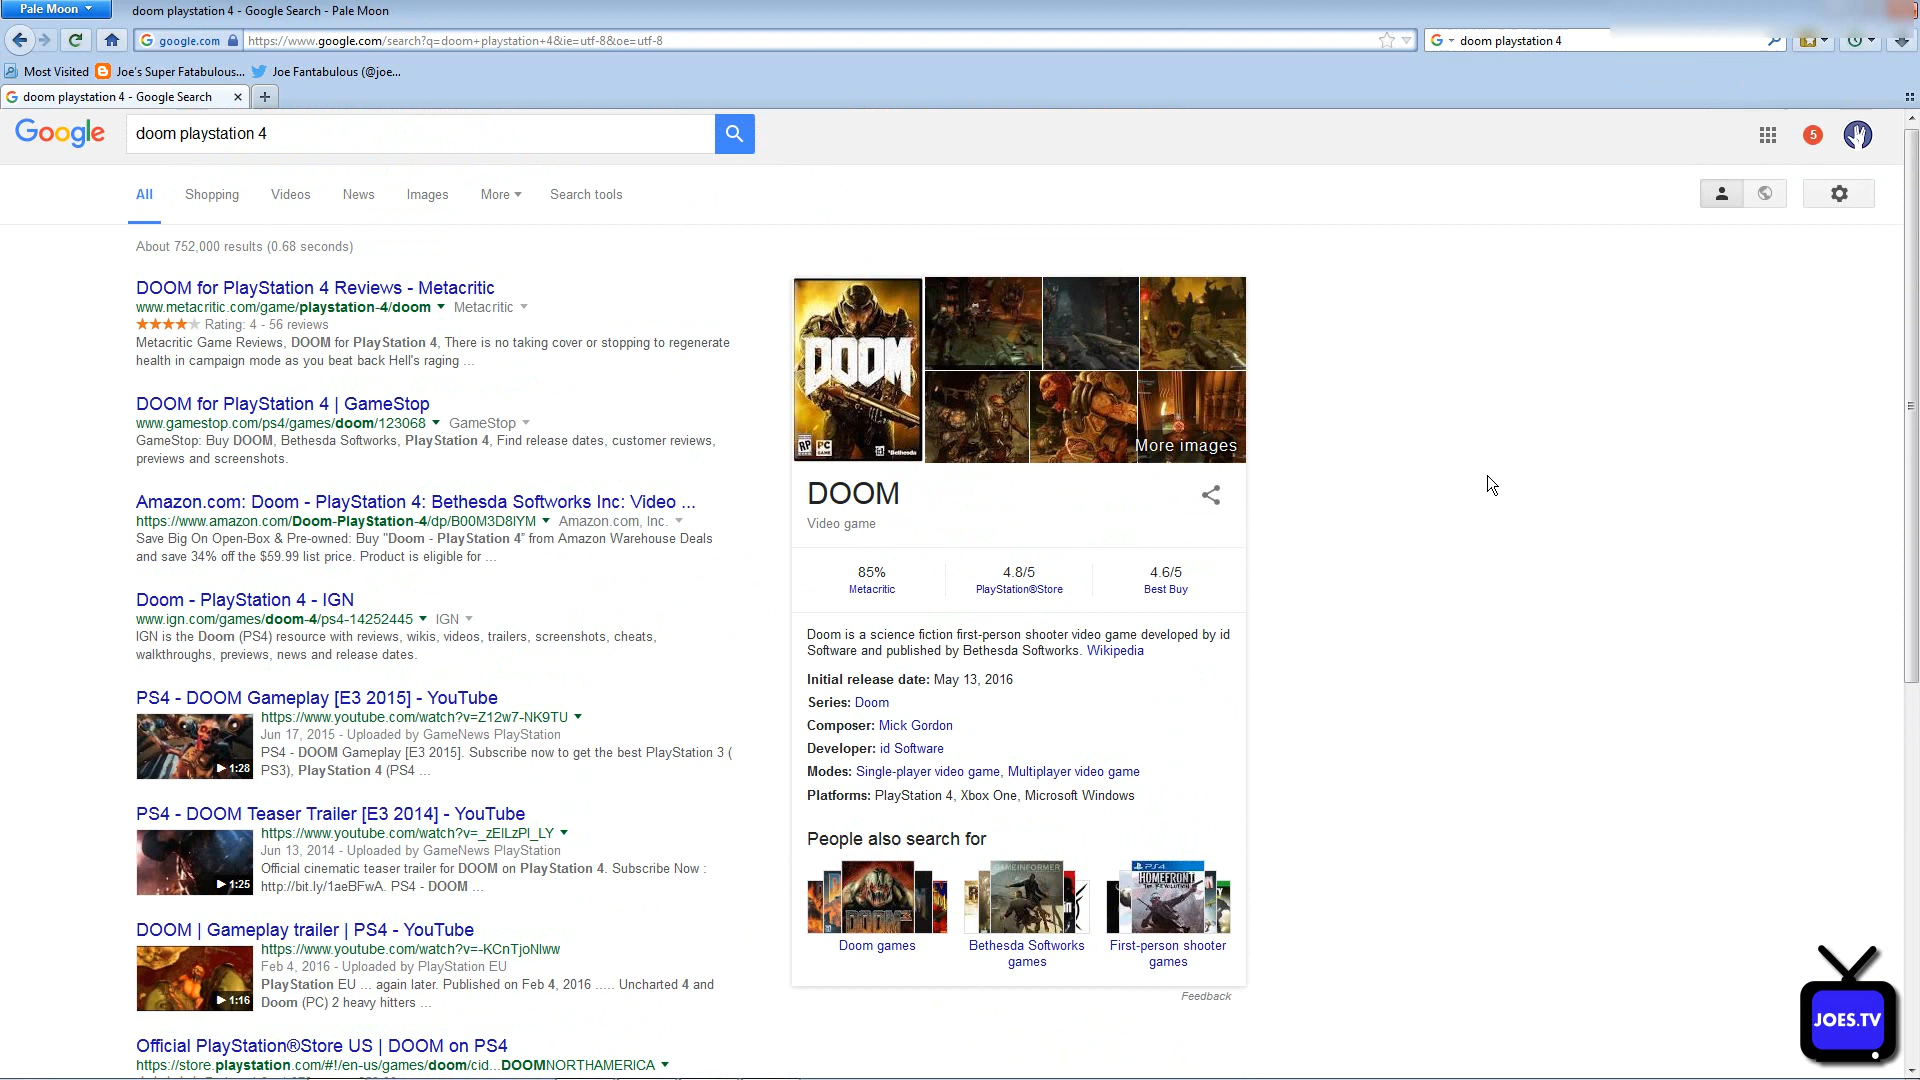 Pale Moon
doom playstation 4 - Google Search - Pale Moon
google.com
https://www.google.com/search?q=doom+playstation+4&ie=utf-8&oe=utf-8
doom playstation 4
Most Visited
Joe's Super Fatabulous...
Joe Fantabulous (@joe...
doom playstation 4 - Google Search
Google
doom playstation 4
5
All
Shopping
Videos
News
Images
More
Search tools
About 752,000 results (0.68 seconds)
DOOM for PlayStation 4 Reviews - Metacritic
www.metacritic.com/game/playstation-4/doom
Metacritic
Rating: 4 - 56 reviews
Metacritic Game Reviews, DOOM for PlayStation 4, There is no taking cover or stopping to regenerate
health in campaign mode as you beat back Hell's raging ...
DOOM for PlayStation 4 | GameStop
www.gamestop.com/ps4/games/doom/123068
GameStop
GameStop: Buy DOOM, Bethesda Softworks, PlayStation 4, Find release dates, customer reviews,
previews and screenshots.
Amazon.com: Doom - PlayStation 4: Bethesda Softworks Inc: Video ...
https://www.amazon.com/Doom-PlayStation-4/dp/B00M3D8IYM
Amazon.com, Inc.
Save Big On Open-Box & Pre-owned: Buy "Doom - PlayStation 4" from Amazon Warehouse Deals
and save 34% off the $59.99 list price. Product is eligible for ...
Doom - PlayStation 4 - IGN
www.ign.com/games/doom-4/ps4-14252445
IGN
IGN is the Doom (PS4) resource with reviews, wikis, videos, trailers, screenshots, cheats,
walkthroughs, previews, news and release dates.
PS4 - DOOM Gameplay [E3 2015] - YouTube
https://www.youtube.com/watch?v=Z12w7-NK9TU
Jun 17, 2015 - Uploaded by GameNews PlayStation
PS4 - DOOM Gameplay [E3 2015]. Subscribe now to get the best PlayStation 3 (
PS3), PlayStation 4 (PS4 ...
1:28
PS4 - DOOM Teaser Trailer [E3 2014] - YouTube
https://www.youtube.com/watch?v=_zElLzPl_LY
Jun 13, 2014 - Uploaded by GameNews PlayStation
Official cinematic teaser trailer for DOOM on PlayStation 4. Subscribe Now :
http://bit.ly/1aeBFwA. PS4 - DOOM ...
1:25
DOOM | Gameplay trailer | PS4 - YouTube
https://www.youtube.com/watch?v=-KCnTjoNlww
Feb 4, 2016 - Uploaded by PlayStation EU
PlayStation EU ... again later. Published on Feb 4, 2016 ..... Uncharted 4 and
Doom (PC) 2 heavy hitters ...
1:16
Official PlayStation®Store US | DOOM on PS4
https://store.playstation.com/#!/en-us/games/doom/cid...DOOMNORTHAMERICA
DOOM
RP
PC
Bethesda
More images
DOOM
Video game
85%
Metacritic
4.8/5
PlayStation®Store
4.6/5
Best Buy
Doom is a science fiction first-person shooter video game developed by id
Software and published by Bethesda Softworks. Wikipedia
Initial release date: May 13, 2016
Series: Doom
Composer: Mick Gordon
Developer: id Software
Modes: Single-player video game, Multiplayer video game
Platforms: PlayStation 4, Xbox One, Microsoft Windows
People also search for
DOOM
GAMEINFORMER
PS4
HOMEFRONT
THE REVOLUTION
Doom games
Bethesda Softworks
games
First-person shooter
games
Feedback
JOES.TV